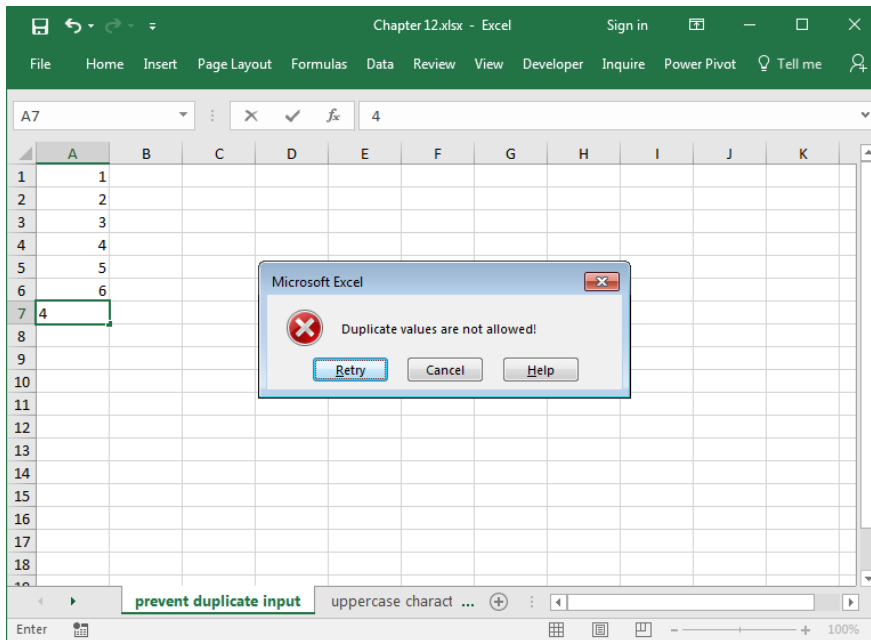 Chapter 12.xlsx - Excel Sign in
File Home Insert Page Layout Formulas Data Review View Developer Inquire Power Pivot Tell me
A7 fx 4
A B C D E F G H I J K
1 1
2 2
3 3
4 4
5 5
6 6
7 4
8
9
10
11
12
13
14
15
16
17
18
Microsoft Excel
Duplicate values are not allowed!
Retry Cancel Help
prevent duplicate input uppercase charact ...
Enter 100%